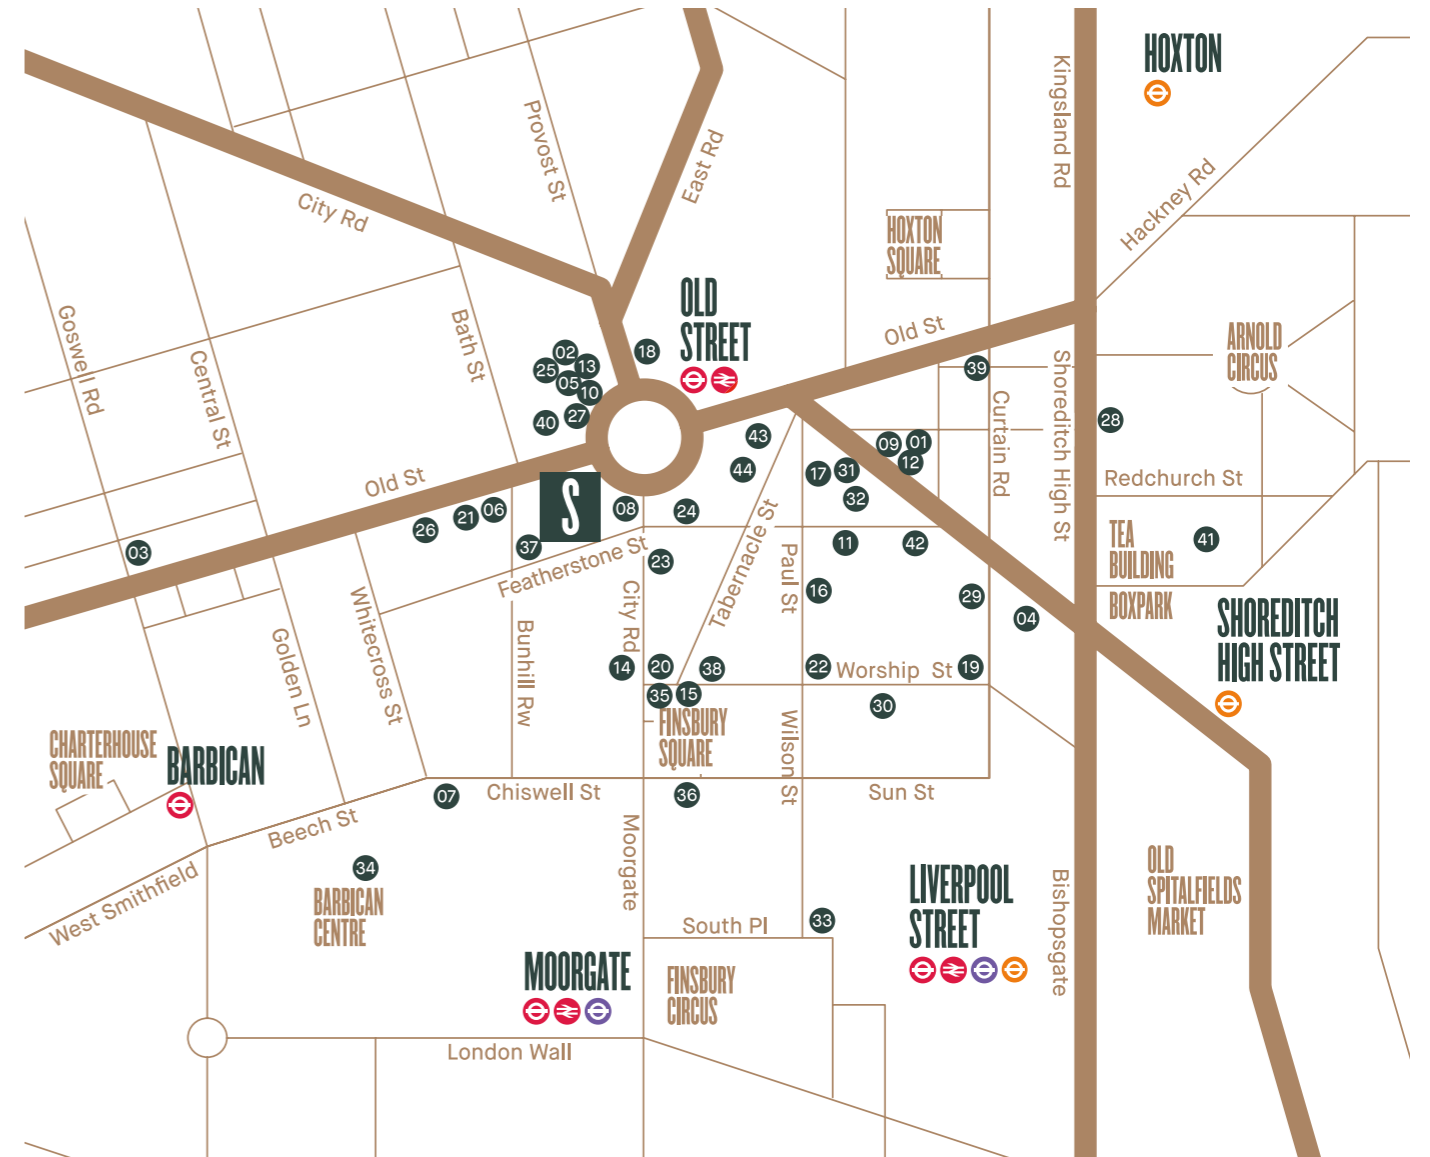 HOXTON
Kingsland Rd
Provost St
East Rd
City Rd
Hackney Rd
HOXTON
SQUARE
OLD
STREET
Goswell Rd
Central St
Bath St
Old St
ARNOLD
CIRCUS
02
13
18
25
05
10
39
40
27
Curtain Rd
Shoreditch High St
28
43
09
01
12
44
17
31
32
Redchurch St
Old St
S
08
24
06
21
26
03
37
Featherstone St
23
Tabernacle St
11
42
TEA
BUILDING
41
BOXPARK
Paul St
16
29
04
SHOREDITCH
HIGH STREET
Whitecross St
Golden Ln
Bunhill Rw
City Rd
14
20
38
22
Worship St
19
35
15
30
FINSBURY
SQUARE
Wilson St
CHARTERHOUSE
SQUARE
BARBICAN
07
Chiswell St
36
Sun St
Beech St
Moorgate
34
BARBICAN
CENTRE
West Smithfield
LIVERPOOL
STREET
Bishopsgate
OLD
SPITALFIELDS
MARKET
South Pl
33
MOORGATE
FINSBURY
CIRCUS
London Wall